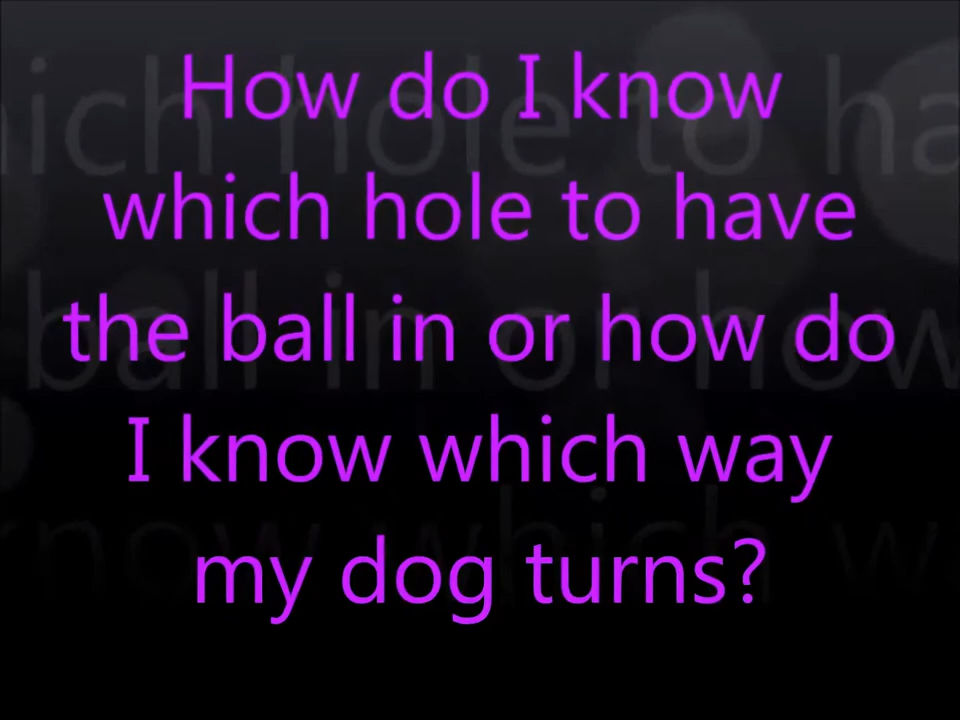 How do I know
which hole to have
the ball in or how do
I know which way
my dog turns?